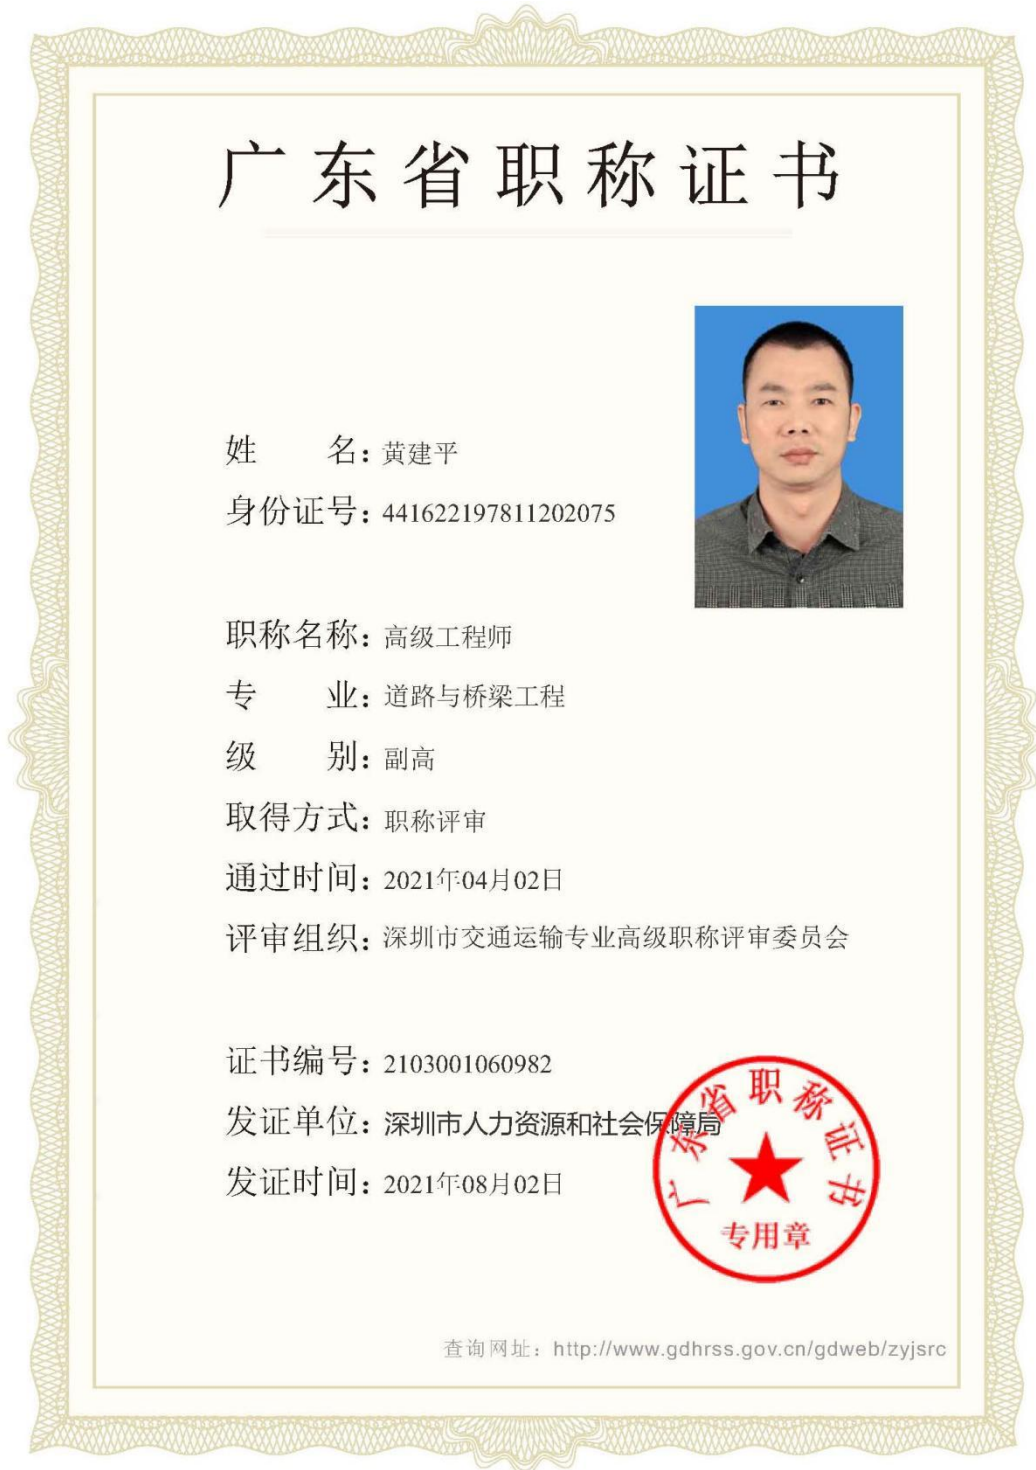 广东省职称证书
姓 名：黄建平
身份证号：441622197811202075
职称名称：高级工程师
专 业：道路与桥梁工程
级 别：副高
取得方式：职称评审
通过时间：2021年04月02日
评审组织：深圳市交通运输专业高级职称评审委员会
证书编号：2103001060982
发证单位：深圳市人力资源和社会保障局
发证时间：2021年08月02日
广东省职称证书
专用章
查询网址：http://www.gdhrss.gov.cn/gdweb/zyjsrc